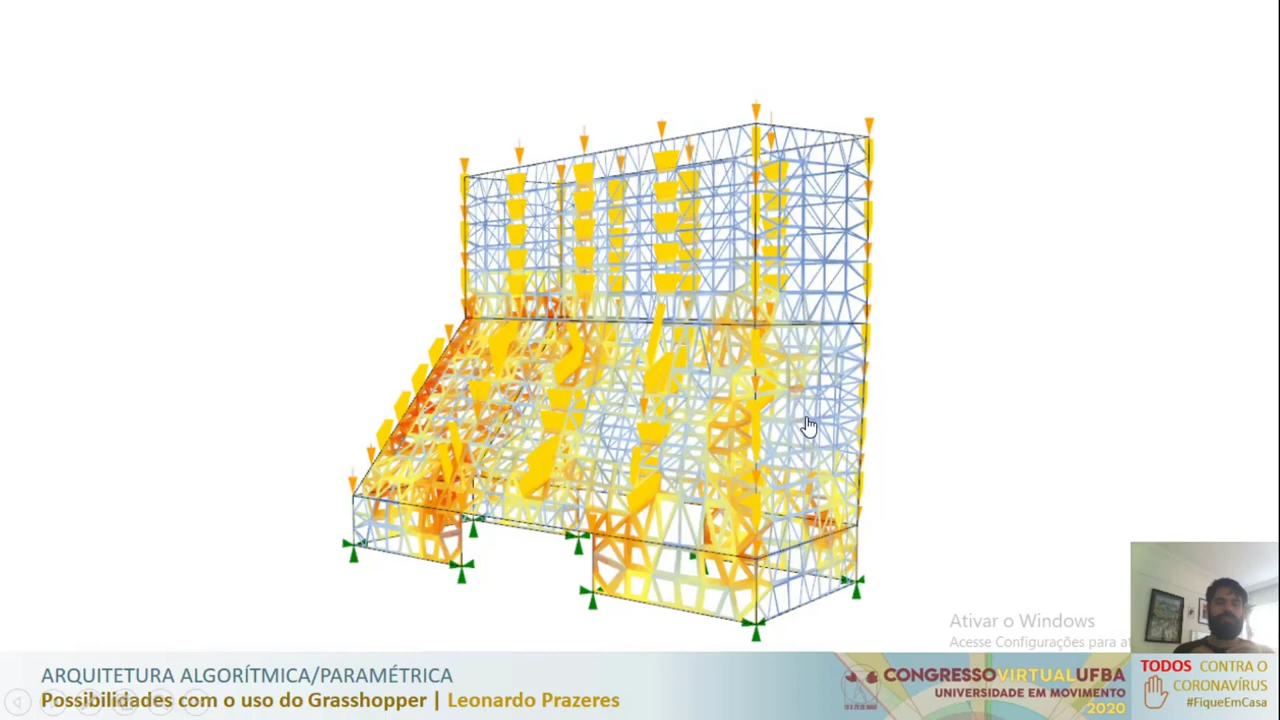 Ativar o Windows
Acesse Configurações para at
ARQUITETURA ALGORÍTMICA/PARAMÉTRICA
Possibilidades com o uso do Grasshopper | Leonardo Prazeres
CONGRESSOVIRTUALUFBA
UNIVERSIDADE EM MOVIMENTO
2020
TODOS CONTRA O
CORONAVÍRUS
#FiqueEmCasa